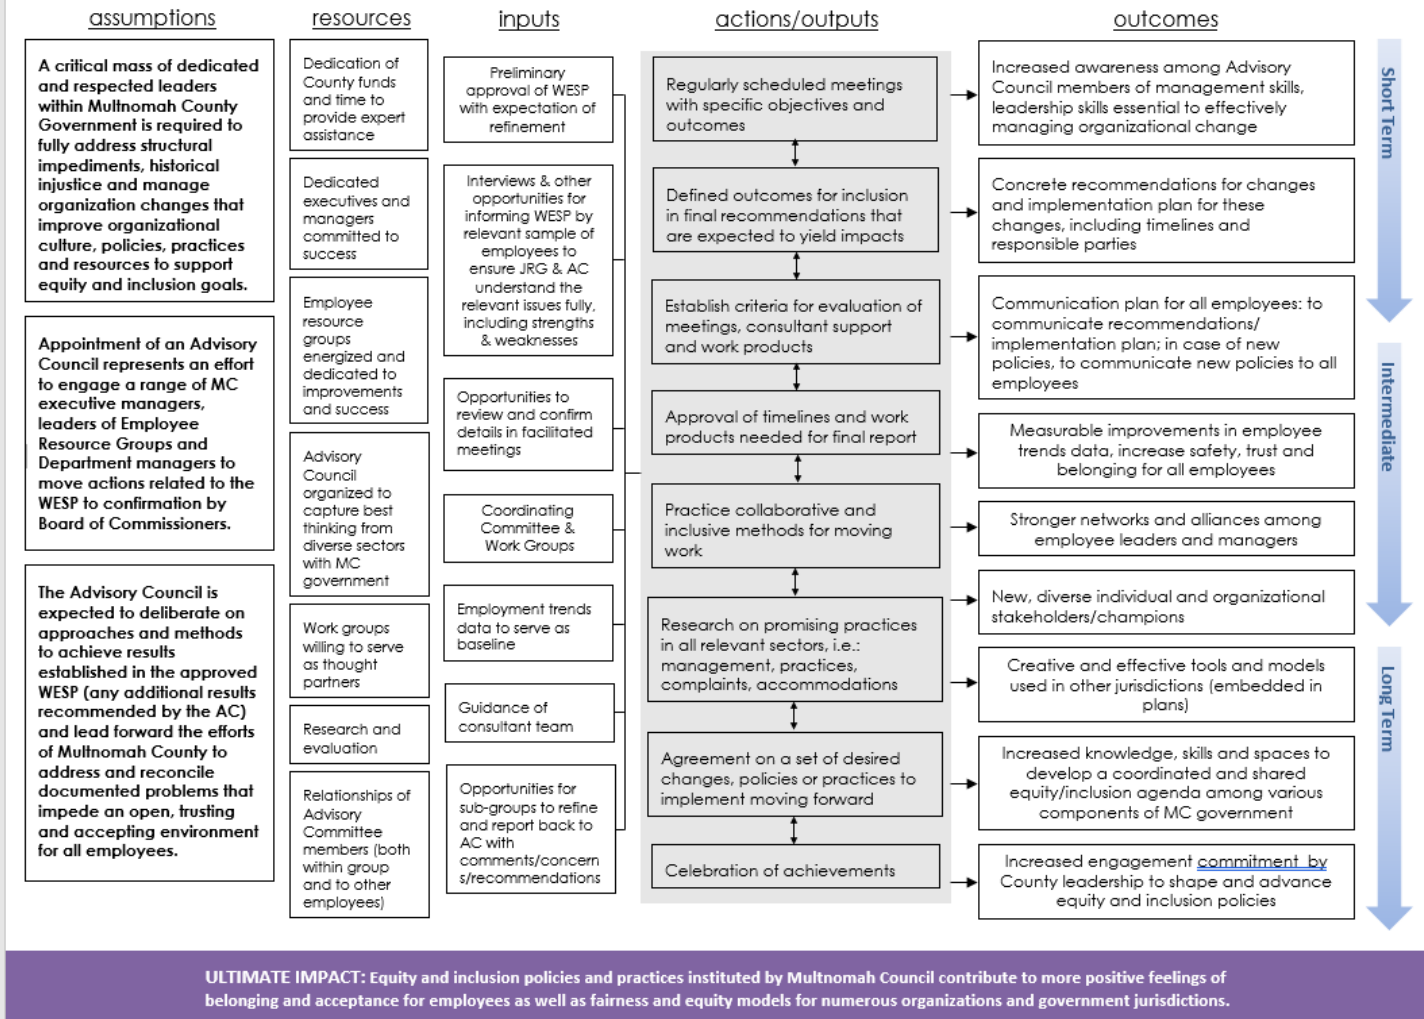 assumptions
A critical mass of dedicated
and respected leaders
within Multnomah County
Government is required to
fully address structural
impediments, historical
injustice and manage
organization changes that
improve organizational
culture, policies, practices
and resources to support
equity and inclusion goals.
Appointment of an Advisory
Council represents an effort
to engage a range of MC
executive managers,
leaders of Employee
Resource Groups and
Department managers to
move actions related to the
WESP to confirmation by
Board of Commissioners.
The Advisory Council is
expected to deliberate on
approaches and methods
to achieve results
established in the approved
WESP (any additional results
recommended by the AC)
and lead forward the efforts
of Multnomah County to
address and reconcile
documented problems that
impede an open, trusting
and accepting environment
for all employees.
resources
Dedication of
County funds
and time to
provide expert
assistance
Dedicated
executives and
managers
committed to
success
Employee
resource
groups
energized and
dedicated to
improvements
and success
Advisory
Council
organized to
capture best
thinking from
diverse sectors
with MC
government
Work groups
willing to serve
as thought
partners
Research and
evaluation
Relationships of
Advisory
Committee
members (both
within group
and to other
employees)
inputs
Preliminary
approval of WESP
with expectation of
refinement
Interviews & other
opportunities for
informing WESP by
relevant sample of
employees to
ensure JRG & AC
understand the
relevant issues fully,
including strengths
& weaknesses
Opportunities to
review and confirm
details in facilitated
meetings
Coordinating
Committee &
Work Groups
Employment trends
data to serve as
baseline
Guidance of
consultant team
Opportunities for
sub-groups to refine
and report back to
AC with
comments/concern
s/recommendations
actions/outputs
Regularly scheduled meetings
with specific objectives and
outcomes
Defined outcomes for inclusion
in final recommendations that
are expected to yield impacts
Establish criteria for evaluation of
meetings, consultant support
and work products
Approval of timelines and work
products needed for final report
Practice collaborative and
inclusive methods for moving
work
Research on promising practices
in all relevant sectors, i.e.:
management, practices,
complaints, accommodations
Agreement on a set of desired
changes, policies or practices to
implement moving forward
Celebration of achievements
outcomes
Increased awareness among Advisory
Council members of management skills,
leadership skills essential to effectively
managing organizational change
Concrete recommendations for changes
and implementation plan for these
changes, including timelines and
responsible parties
Communication plan for all employees: to
communicate recommendations/
implementation plan; in case of new
policies, to communicate new policies to all
employees
Measurable improvements in employee
trends data, increase safety, trust and
belonging for all employees
Stronger networks and alliances among
employee leaders and managers
New, diverse individual and organizational
stakeholders/champions
Creative and effective tools and models
used in other jurisdictions (embedded in
plans)
Increased knowledge, skills and spaces to
develop a coordinated and shared
equity/inclusion agenda among various
components of MC government
Increased engagement commitment by
County leadership to shape and advance
equity and inclusion policies
Short Term
Intermediate
Long Term
ULTIMATE IMPACT: Equity and inclusion policies and practices instituted by Multnomah Council contribute to more positive feelings of
belonging and acceptance for employees as well as fairness and equity models for numerous organizations and government jurisdictions.